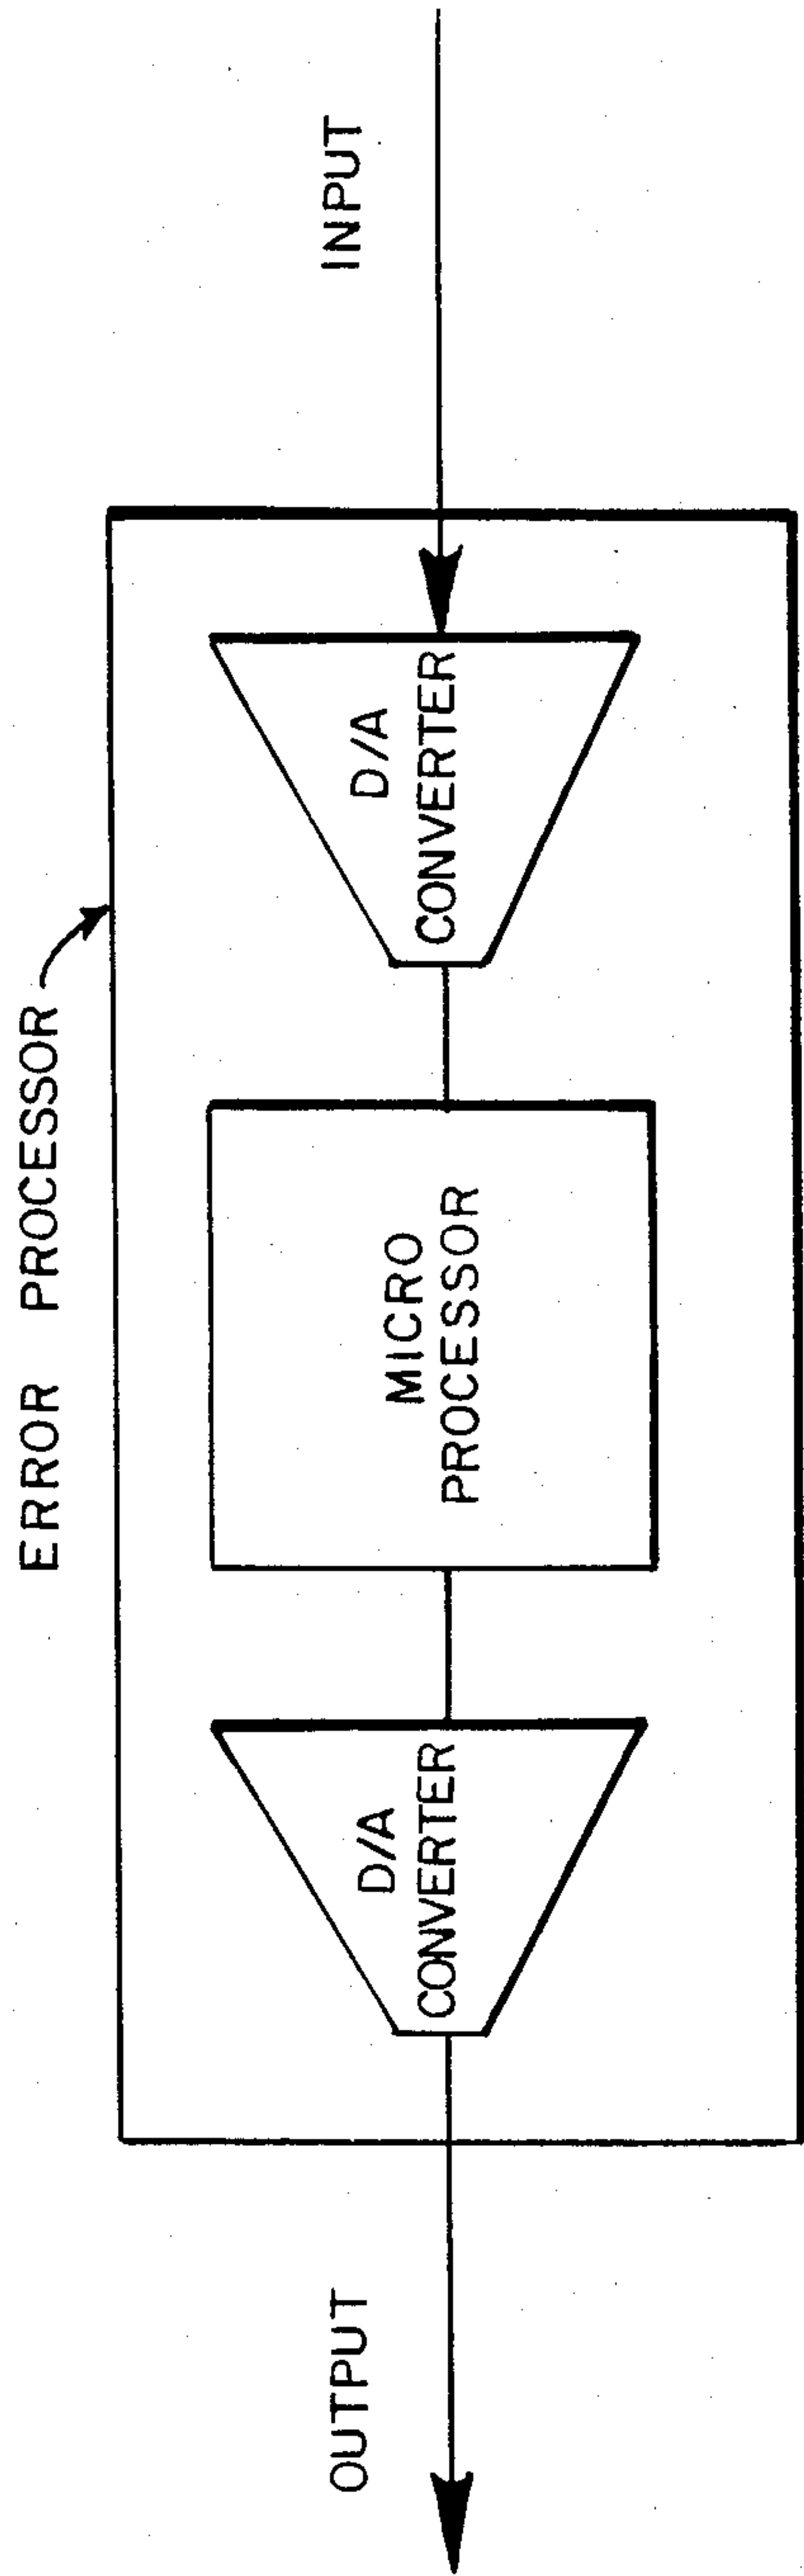 ERROR PROCESSOR
OUTPUT
D/A
CONVERTER
MICRO
PROCESSOR
D/A
CONVERTER
INPUT